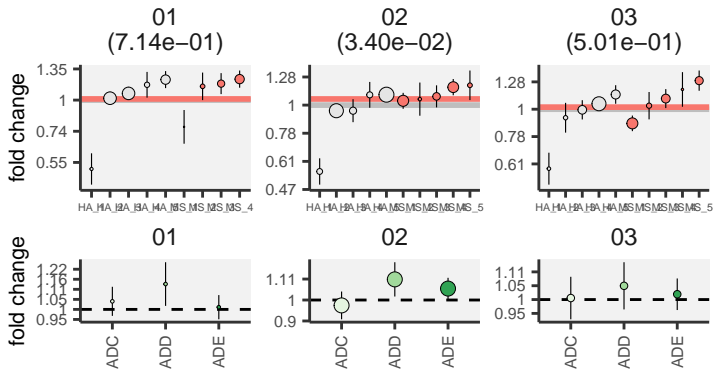 01
(7.14e−01)
02
(3.40e−02)
03
(5.01e−01)
fold change
1.35
1
0.74
0.55
1.28
1
0.78
0.61
0.47
1.28
1
0.78
0.61
01
02
03
fold change
1.22
1.16
1.11
1.05
1
0.95
1.11
1
0.9
1.11
1.05
1
0.95
ADC
ADD
ADE
ADC
ADD
ADE
ADC
ADD
ADE